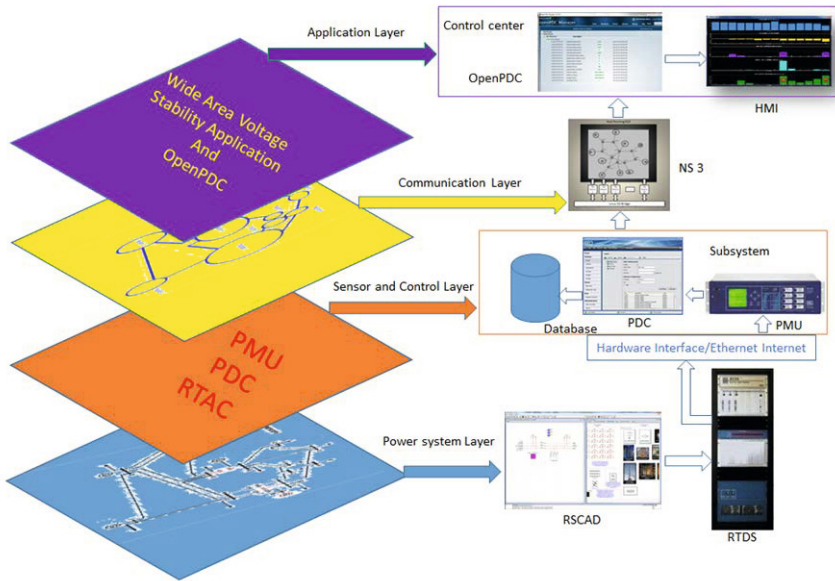 Application Layer
Control center
OpenPDC
HMI
Wide Area Voltage
Stability Application
And
OpenPDC
NS 3
Communication Layer
Subsystem
Sensor and Control Layer
Database
PDC
PMU
PMU
PDC
RTAC
Hardware Interface/Ethernet Internet
Power system Layer
RSCAD
RTDS